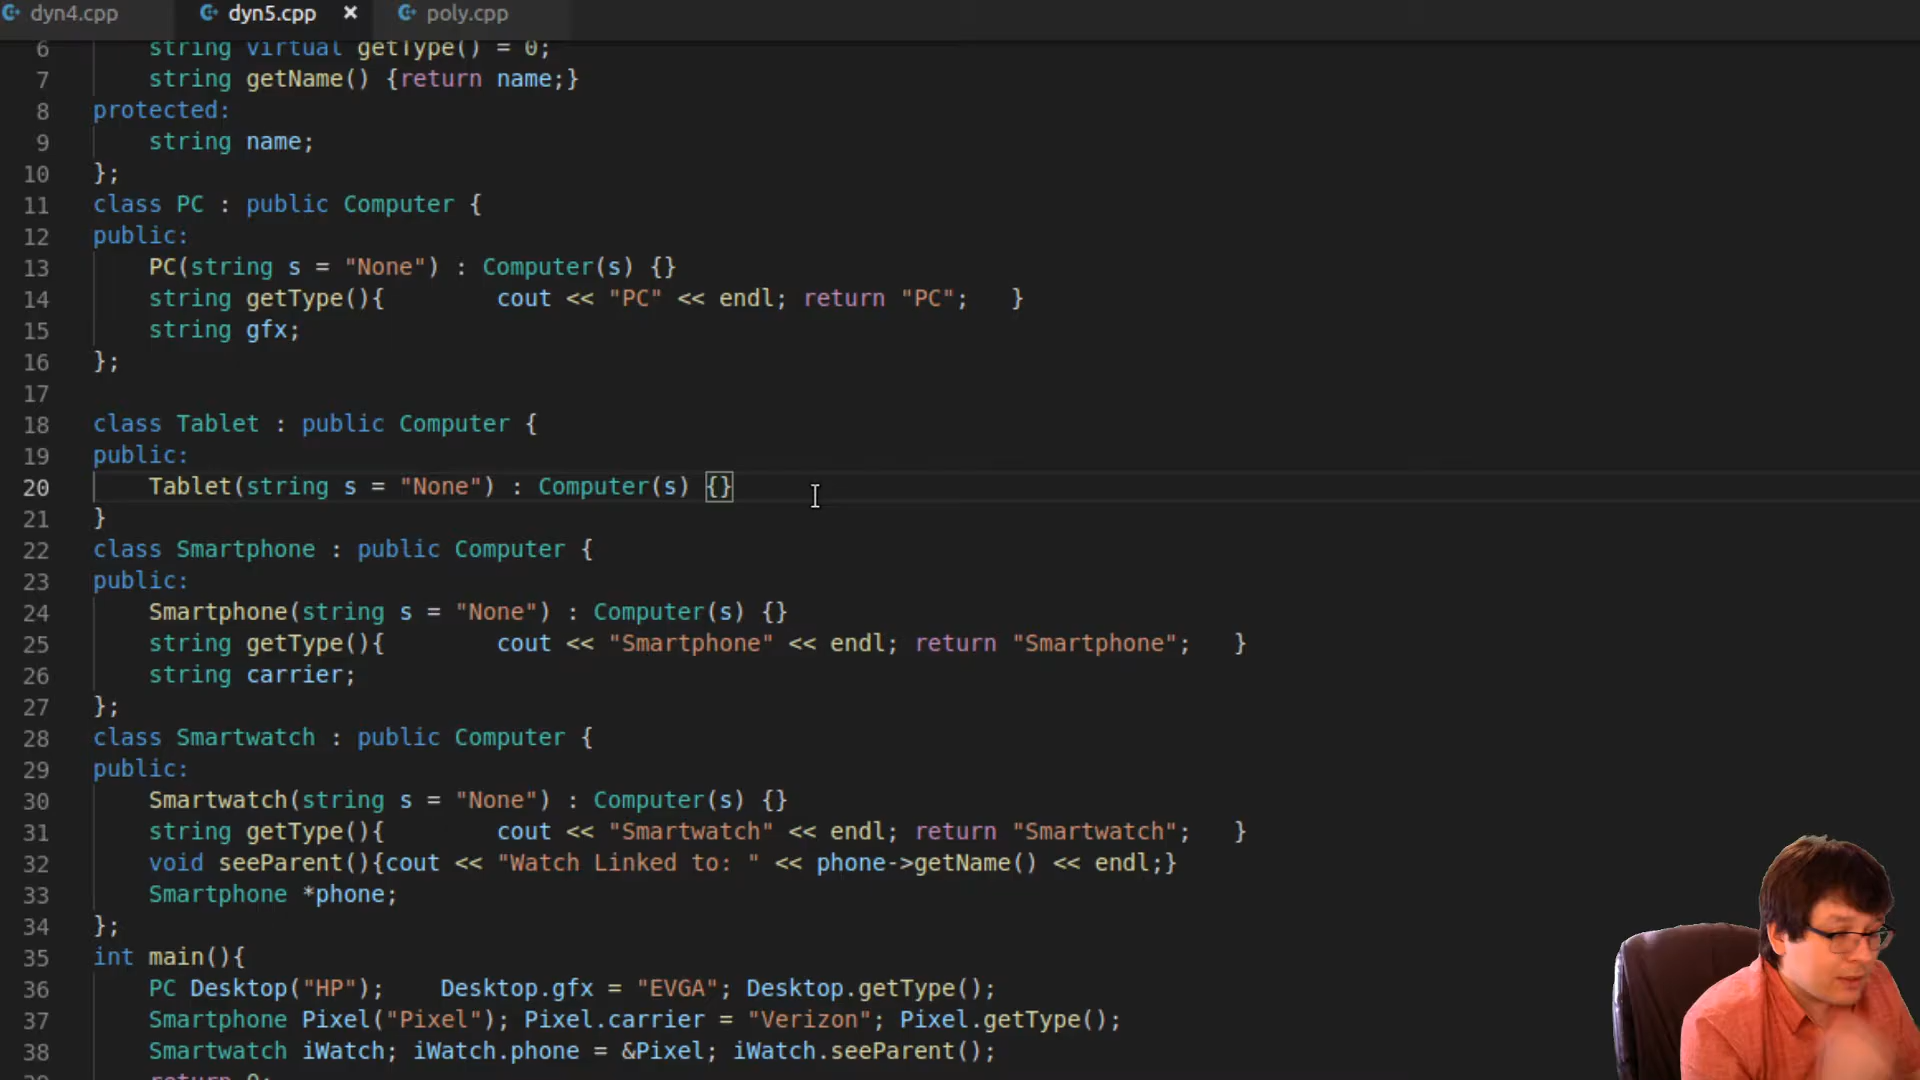 dyn4.cpp dyn5.cpp × poly.cpp
6 string virtual getType() = 0;
7 string getName() {return name;}
8 protected:
9 string name;
10 };
11 class PC : public Computer {
12 public:
13 PC(string s = "None") : Computer(s) {}
14 string getType(){ cout << "PC" << endl; return "PC"; }
15 string gfx;
16 };
17
18 class Tablet : public Computer {
19 public:
20 Tablet(string s = "None") : Computer(s) {}
21 }
22 class Smartphone : public Computer {
23 public:
24 Smartphone(string s = "None") : Computer(s) {}
25 string getType(){ cout << "Smartphone" << endl; return "Smartphone"; }
26 string carrier;
27 };
28 class Smartwatch : public Computer {
29 public:
30 Smartwatch(string s = "None") : Computer(s) {}
31 string getType(){ cout << "Smartwatch" << endl; return "Smartwatch"; }
32 void seeParent(){cout << "Watch Linked to: " << phone->getName() << endl;}
33 Smartphone *phone;
34 };
35 int main(){
36 PC Desktop("HP"); Desktop.gfx = "EVGA"; Desktop.getType();
37 Smartphone Pixel("Pixel"); Pixel.carrier = "Verizon"; Pixel.getType();
38 Smartwatch iWatch; iWatch.phone = &Pixel; iWatch.seeParent();
39 return 0;